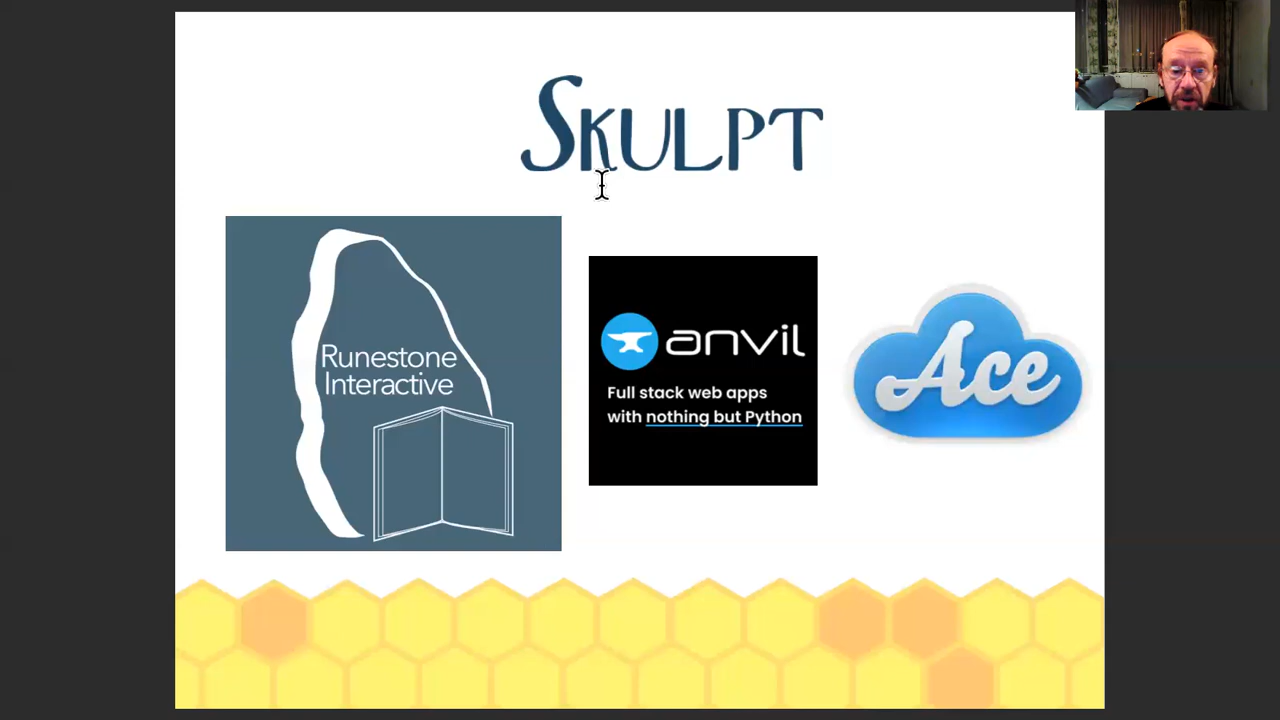 SKULPT
Runestone
Interactive
anvil
Full stack web apps
with nothing but Python
Ace